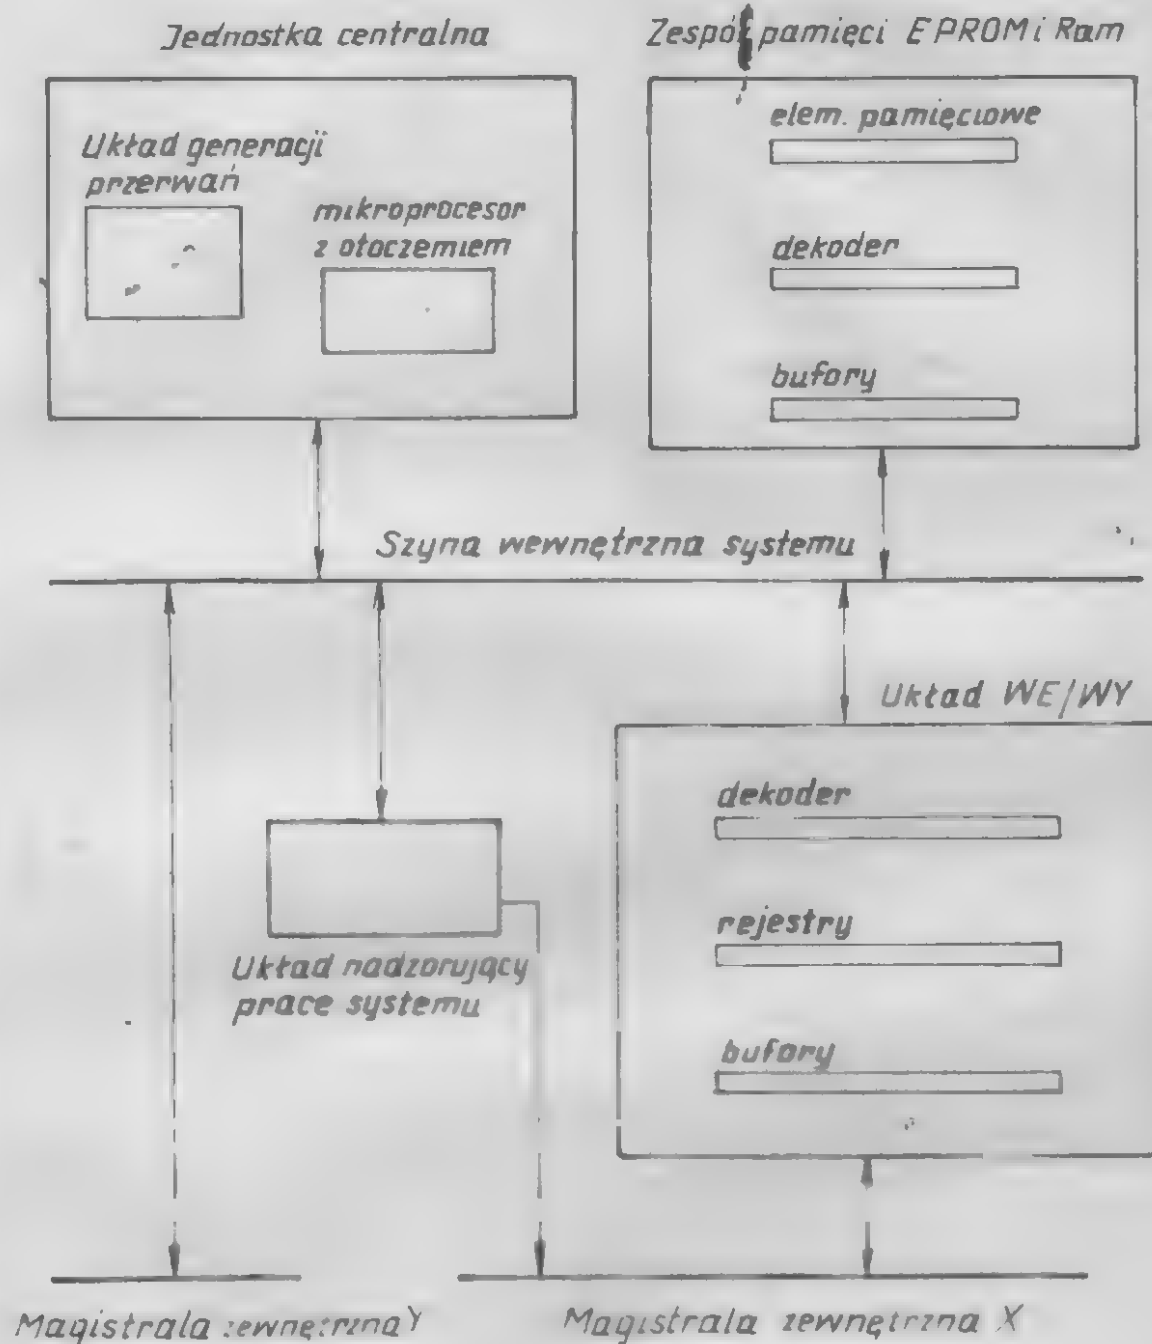 Jednostka centralna
Układ generacji
przerwań
mikroprocesor
z otoczemiem
Zespół pamięci EPROM i Ram
elem. pamięciowe
dekoder
bufory
Szyna wewnętrzna systemu
Układ nadzorujący
prace systemu
Układ WE/WY
dekoder
rejestry
bufory
Magistrala zewnętrzna Y
Magistrala zewnętrzna X